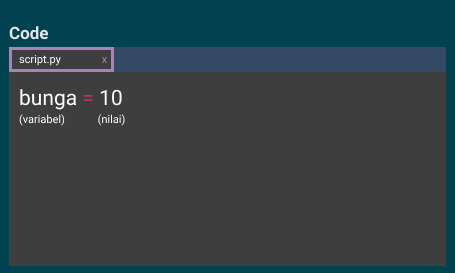 Code
script.py x
bunga = 10
(variabel) (nilai)